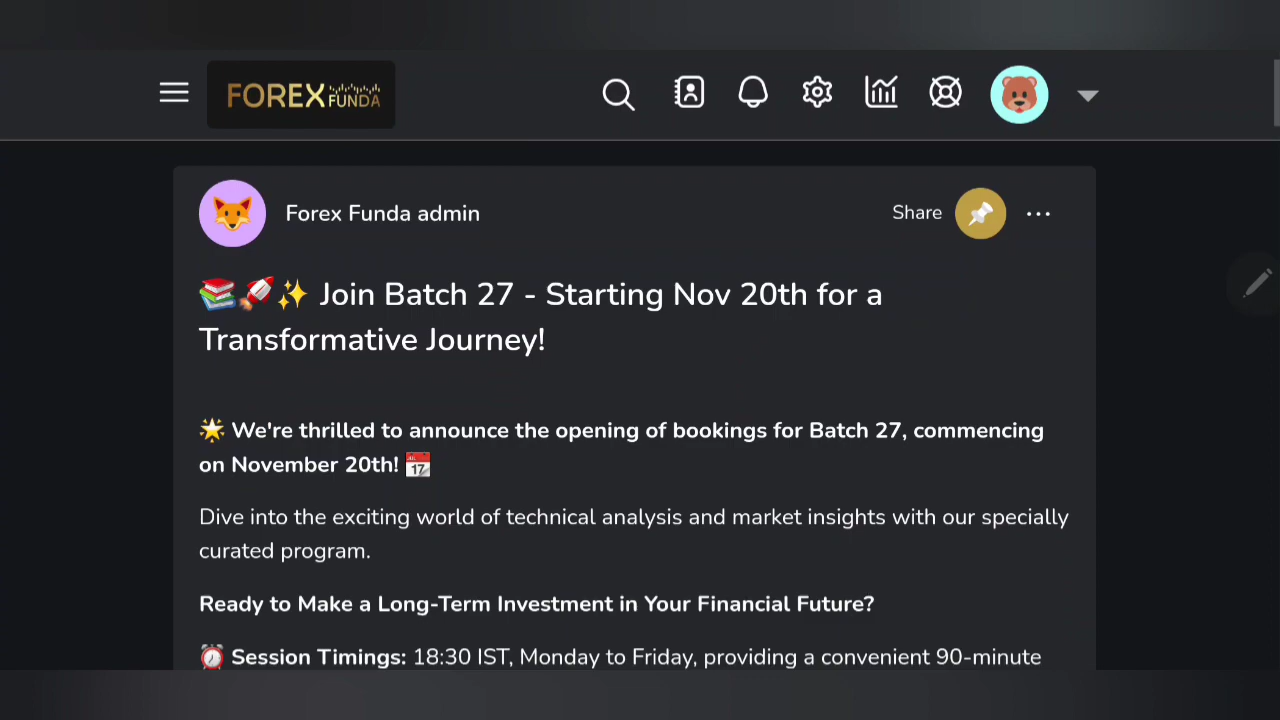 FOREX FUNDA
Forex Funda admin
Share
📚🚀✨ Join Batch 27 - Starting Nov 20th for a
Transformative Journey!
🌟 We're thrilled to announce the opening of bookings for Batch 27, commencing
on November 20th! 📅
Dive into the exciting world of technical analysis and market insights with our specially
curated program.
Ready to Make a Long-Term Investment in Your Financial Future?
⏰ Session Timings: 18:30 IST, Monday to Friday, providing a convenient 90-minute